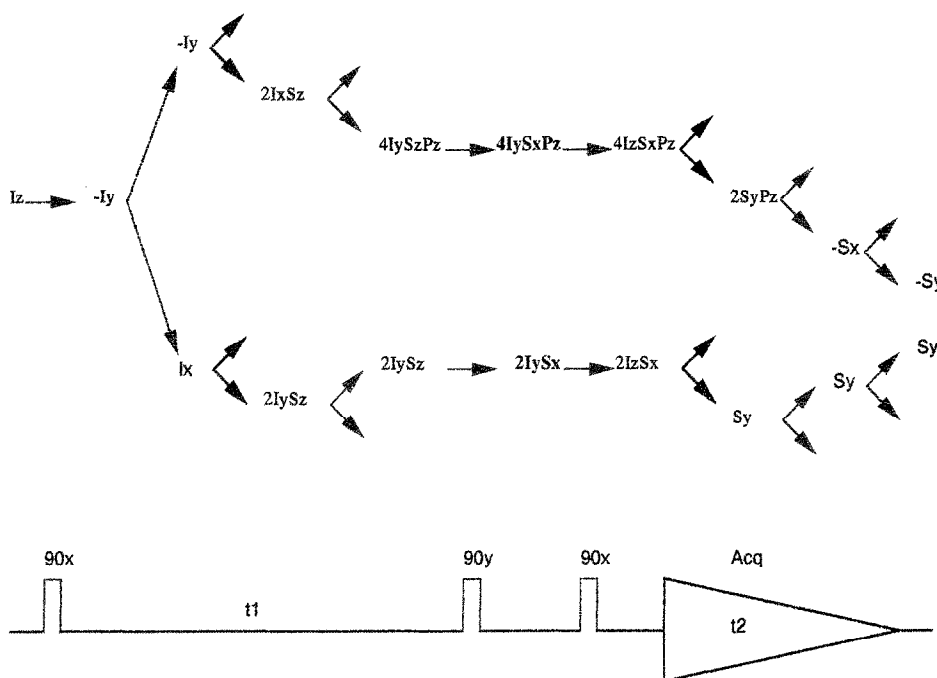 -Iy
2IxSz
4IySzPz 4IySxPz 4IzSxPz
Iz -Iy 2SyPz
-Sx
-Sy
Sy
Ix 2IySz 2IySx 2IzSx
Sy
2IySz
Sy
90x 90y 90x Acq
t1 t2